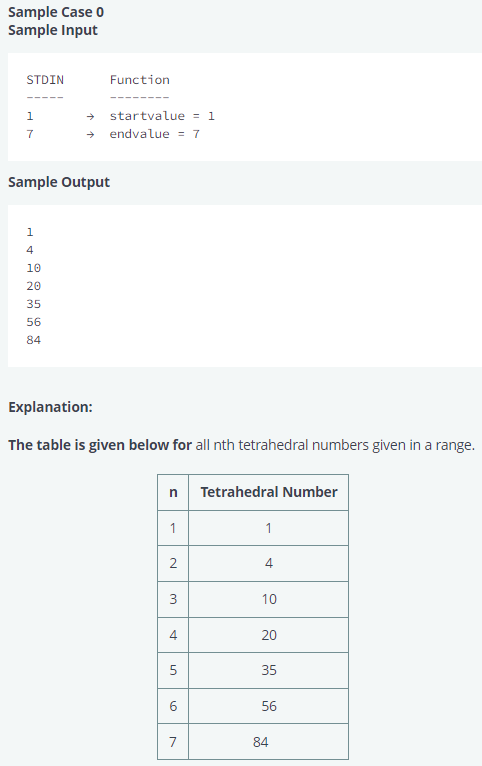 Sample Case 0
Sample Input
STDIN Function
----- --------
1 → startvalue = 1
7 → endvalue = 7
Sample Output
1
4
10
20
35
56
84
Explanation:
The table is given below for all nth tetrahedral numbers given in a range.
n Tetrahedral Number
1 1
2 4
3 10
4 20
5 35
6 56
7 84